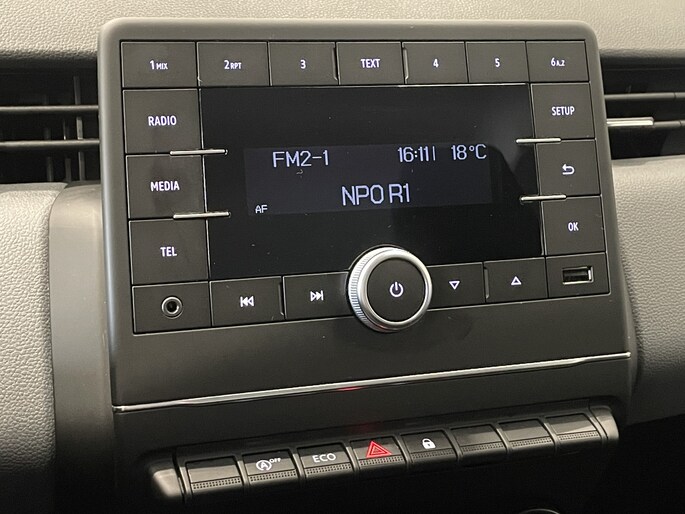 1 MIX 2 RPT 3 TEXT 4 5 6 A.Z
RADIO SETUP
FM2-1 16:11 18°C
MEDIA NPO R1
AF
TEL OK
OFF
A ECO